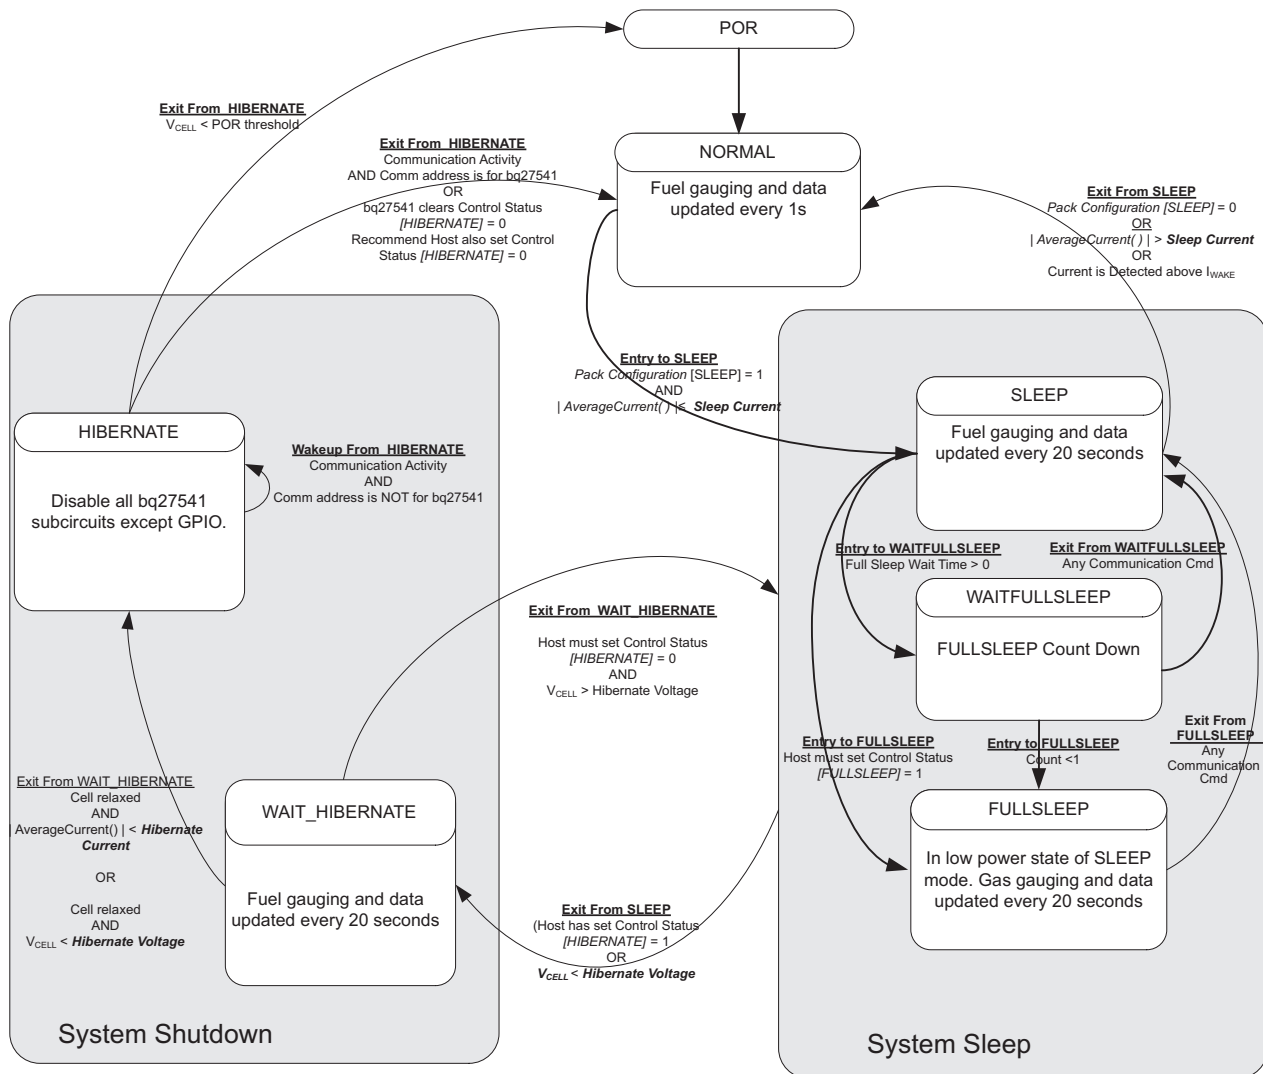 POR
Exit From HIBERNATE
VCELL < POR threshold
Exit From HIBERNATE
Communication Activity
AND Comm address is for bq27541
OR
bq27541 clears Control Status
[HIBERNATE] = 0
Recommend Host also set Control
Status [HIBERNATE] = 0
NORMAL
Fuel gauging and data
updated every 1s
Exit From SLEEP
Pack Configuration [SLEEP] = 0
OR
| AverageCurrent( ) | > Sleep Current
OR
Current is Detected above IWAKE
Entry to SLEEP
Pack Configuration [SLEEP] = 1
AND
| AverageCurrent( ) |≤ Sleep Current
HIBERNATE
Disable all bq27541
subcircuits except GPIO.
Wakeup From HIBERNATE
Communication Activity
AND
Comm address is NOT for bq27541
SLEEP
Fuel gauging and data
updated every 20 seconds
Entry to WAITFULLSLEEP
Full Sleep Wait Time > 0
Exit From WAITFULLSLEEP
Any Communication Cmd
WAITFULLSLEEP
FULLSLEEP Count Down
Exit From WAIT_HIBERNATE
Host must set Control Status
[HIBERNATE] = 0
AND
VCELL > Hibernate Voltage
Entry to FULLSLEEP
Host must set Control Status
[FULLSLEEP] = 1
Entry to FULLSLEEP
Count <1
Exit From
FULLSLEEP
Any
Communication
Cmd
Exit From WAIT_HIBERNATE
Cell relaxed
AND
| AverageCurrent() | < Hibernate
Current
OR
Cell relaxed
AND
VCELL < Hibernate Voltage
WAIT_HIBERNATE
Fuel gauging and data
updated every 20 seconds
FULLSLEEP
In low power state of SLEEP
mode. Gas gauging and data
updated every 20 seconds
Exit From SLEEP
(Host has set Control Status
[HIBERNATE] = 1
OR
VCELL < Hibernate Voltage
System Shutdown
System Sleep